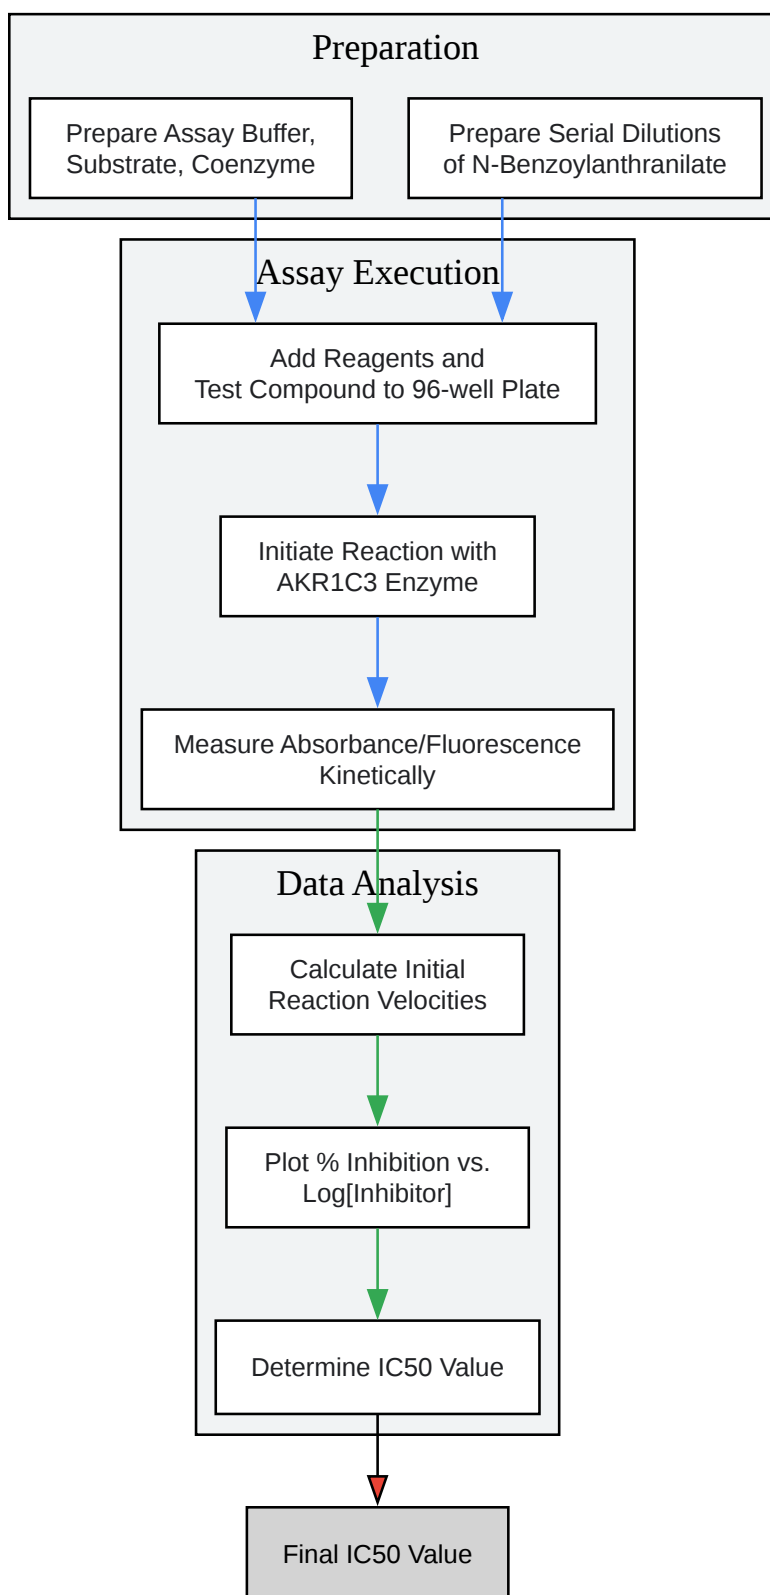 Preparation
Prepare Assay Buffer,
Substrate, Coenzyme
Prepare Serial Dilutions
of N-Benzoylanthranilate
Assay Execution
Add Reagents and
Test Compound to 96-well Plate
Initiate Reaction with
AKR1C3 Enzyme
Measure Absorbance/Fluorescence
Kinetically
Data Analysis
Calculate Initial
Reaction Velocities
Plot % Inhibition vs.
Log[Inhibitor]
Determine IC50 Value
Final IC50 Value